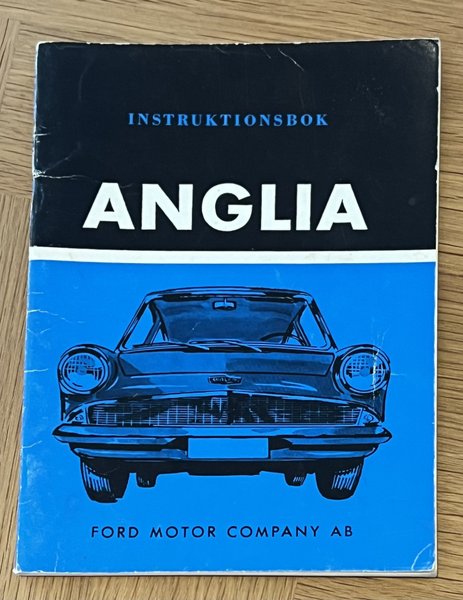 INSTRUKTIONSBOK
ANGLIA
FORD MOTOR COMPANY AB